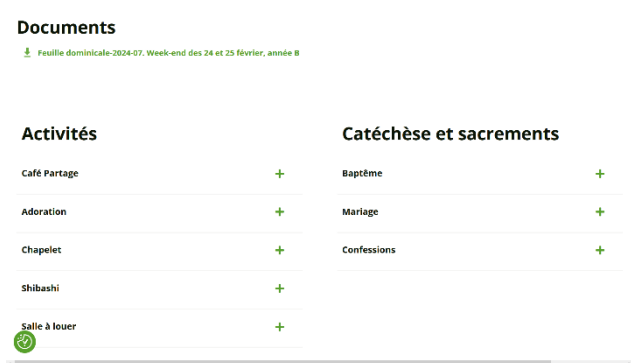 Documents
Feuille dominicale-2024-07. Week-end des 24 et 25 février, année B
Activités
Café Partage
Adoration
Chapelet
Shibashi
Salle à louer
Catéchèse et sacrements
Baptême
Mariage
Confessions